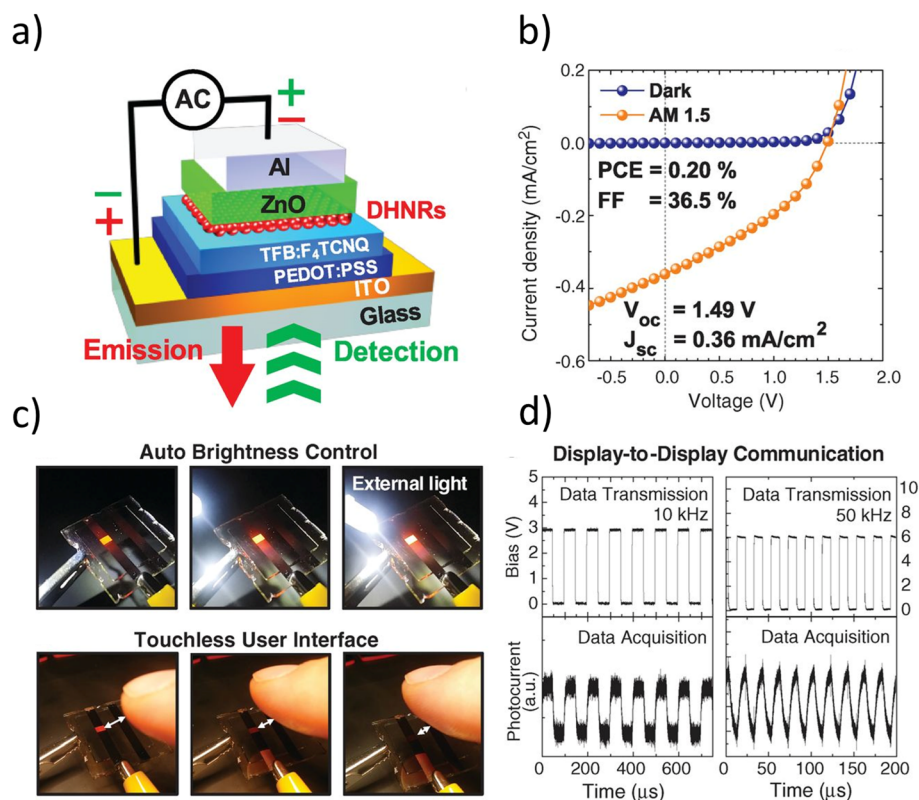 a)
AC
+
−
−
+
Al
ZnO
DHNRs
TFB:F₄TCNQ
PEDOT:PSS
ITO
Glass
Emission
Detection
b)
Current density (mA/cm²)
0.2
0.0
-0.2
-0.4
-0.6
Dark
AM 1.5
PCE = 0.20 %
FF = 36.5 %
Voc = 1.49 V
Jsc = 0.36 mA/cm²
0.0 0.5 1.0 1.5 2.0
Voltage (V)
c)
Auto Brightness Control
External light
Touchless User Interface
d)
Display-to-Display Communication
Bias (V)
5
4
3
2
1
0
Data Transmission
10 kHz
Data Transmission
50 kHz
10
8
6
4
2
0
Photocurrent
(a.u.)
Data Acquisition
Data Acquisition
0 200 400 600
Time (µs)
0 50 100 150 200
Time (µs)